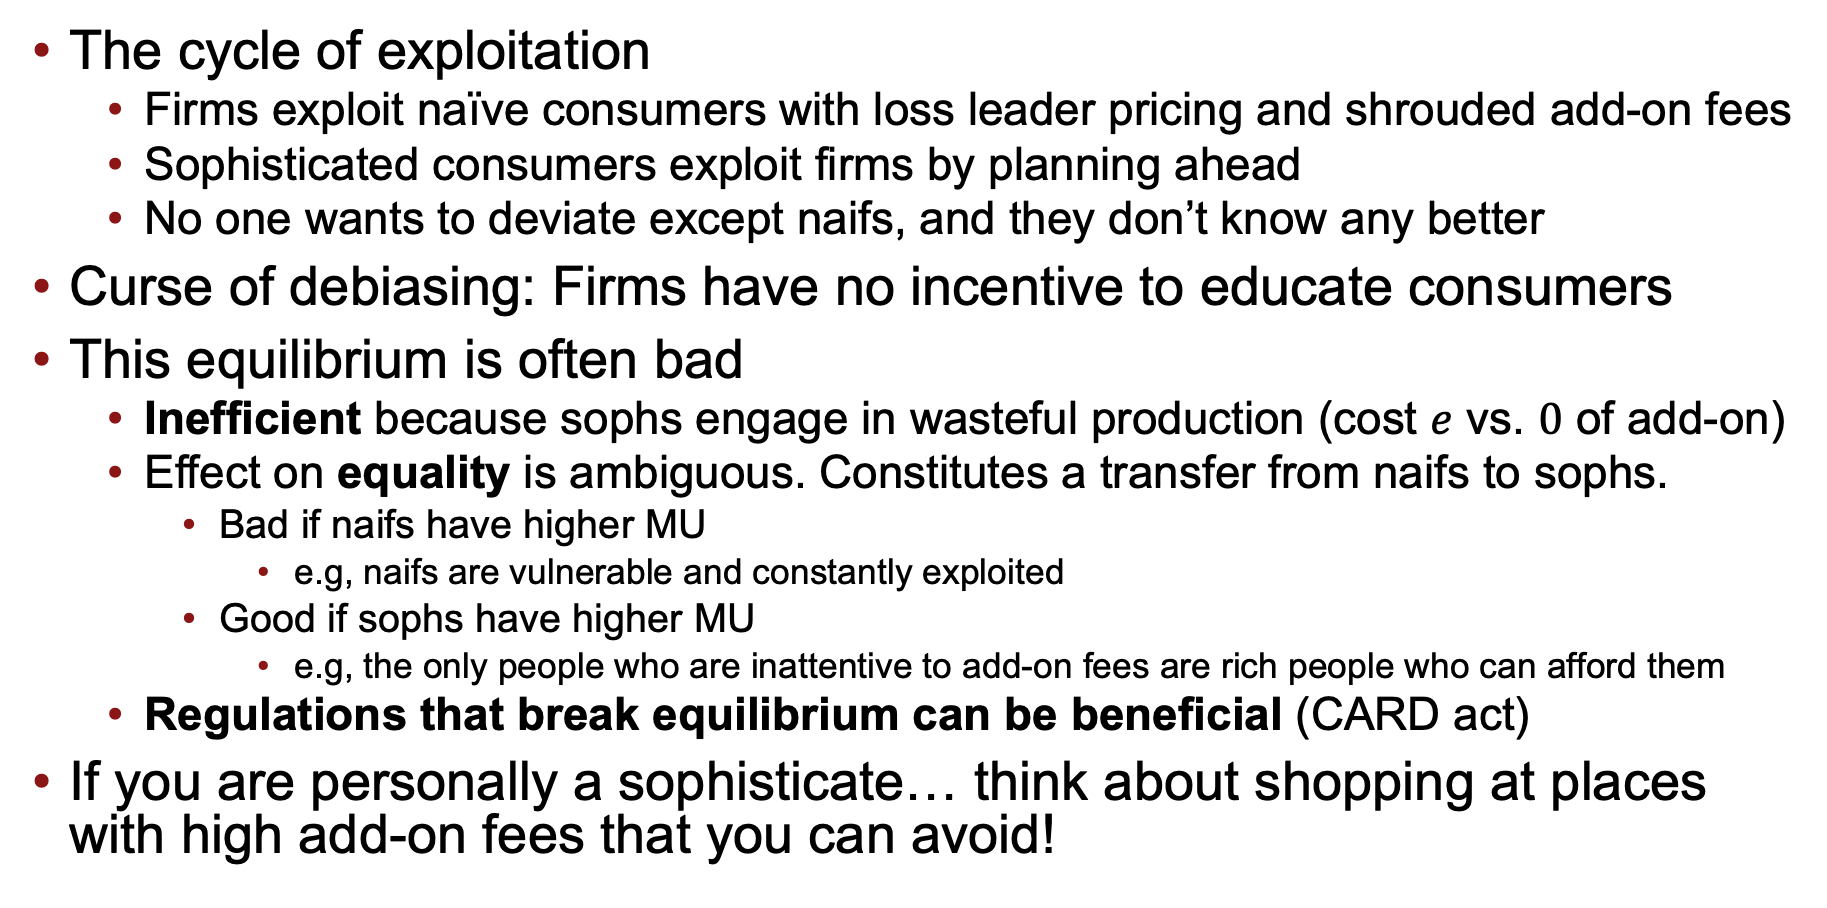 • The cycle of exploitation
• Firms exploit naïve consumers with loss leader pricing and shrouded add-on fees
• Sophisticated consumers exploit firms by planning ahead
• No one wants to deviate except naifs, and they don’t know any better
• Curse of debiasing: Firms have no incentive to educate consumers
• This equilibrium is often bad
• Inefficient because sophs engage in wasteful production (cost e vs. 0 of add-on)
• Effect on equality is ambiguous. Constitutes a transfer from naifs to sophs.
• Bad if naifs have higher MU
• e.g, naifs are vulnerable and constantly exploited
• Good if sophs have higher MU
• e.g, the only people who are inattentive to add-on fees are rich people who can afford them
• Regulations that break equilibrium can be beneficial (CARD act)
• If you are personally a sophisticate… think about shopping at places
with high add-on fees that you can avoid!